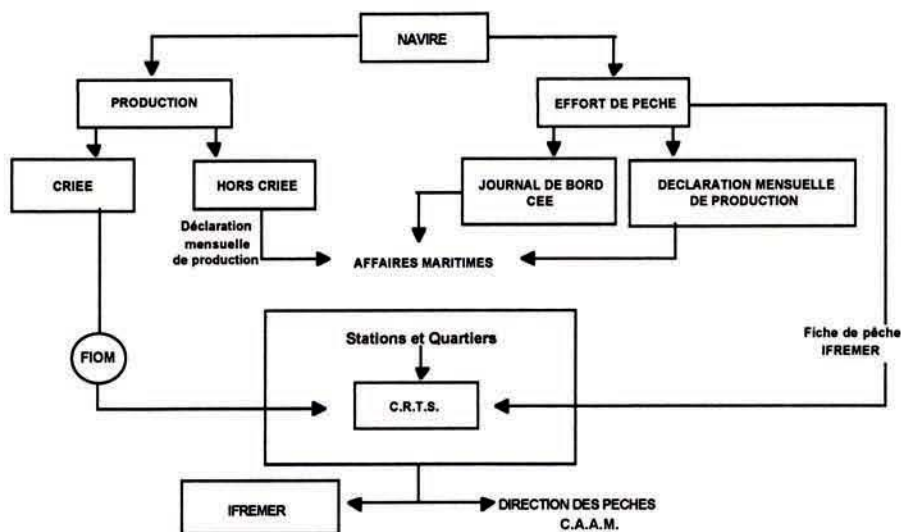 NAVIRE
PRODUCTION
EFFORT DE PECHE
CRIEE
HORS CRIEE
JOURNAL DE BORD
CEE
DECLARATION MENSUELLE
DE PRODUCTION
Déclaration
mensuelle
de production
AFFAIRES MARITIMES
Fiche de pêche
IFREMER
FIOM
Stations et Quartiers
C.R.T.S.
IFREMER
DIRECTION DES PECHES
C.A.A.M.